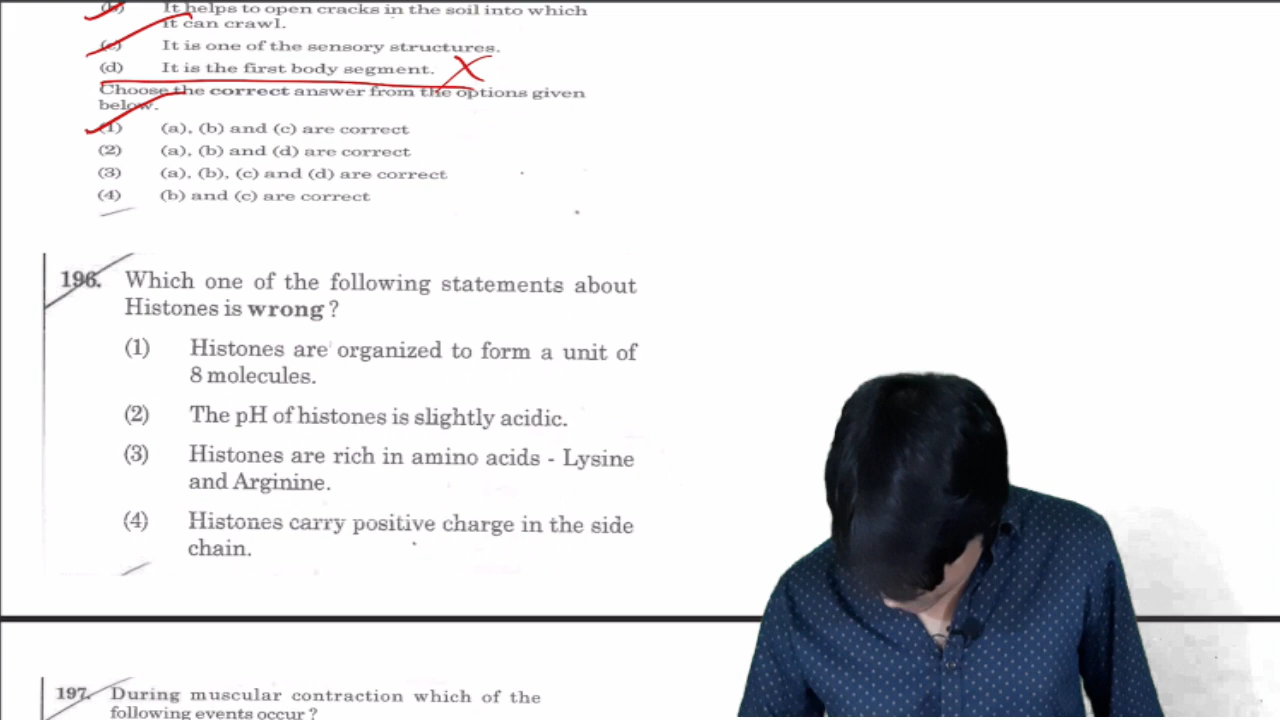 (b) It helps to open cracks in the soil into which
it can crawl.
(c) It is one of the sensory structures.
(d) It is the first body segment.
Choose the correct answer from the options given
below.
(1) (a), (b) and (c) are correct
(2) (a), (b) and (d) are correct
(3) (a), (b), (c) and (d) are correct
(4) (b) and (c) are correct
196. Which one of the following statements about
Histones is wrong ?
(1) Histones are organized to form a unit of
8 molecules.
(2) The pH of histones is slightly acidic.
(3) Histones are rich in amino acids - Lysine
and Arginine.
(4) Histones carry positive charge in the side
chain.
197. During muscular contraction which of the
following events occur ?